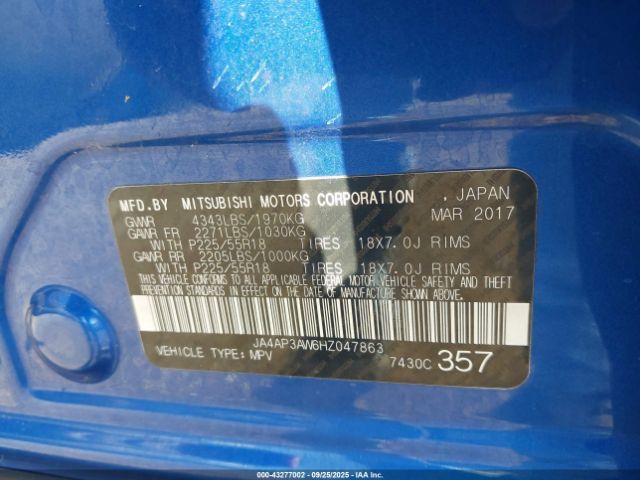 MFD.BY MITSUBISHI MOTORS CORPORATION , JAPAN
GVWR 4343LBS/1970KG MAR 2017
GAWR FR 2271LBS/1030KG
WITH P225/55R18 TIRES 18X7.0J RIMS
GAWR RR 2205LBS/1000KG
WITH P225/55R18 TIRES 18X7.0J RIMS
THIS VEHICLE CONFORMS TO ALL APPLICABLE FEDERAL MOTOR VEHICLE SAFETY AND THEFT
PREVENTION STANDARDS IN EFFECT ON THE DATE OF MANUFACTURE SHOWN ABOVE.
JA4AP3AW6HZ047863
VEHICLE TYPE: MPV 7430C 357
© 00-43277002 - 09/25/2025 - IAAI.COM